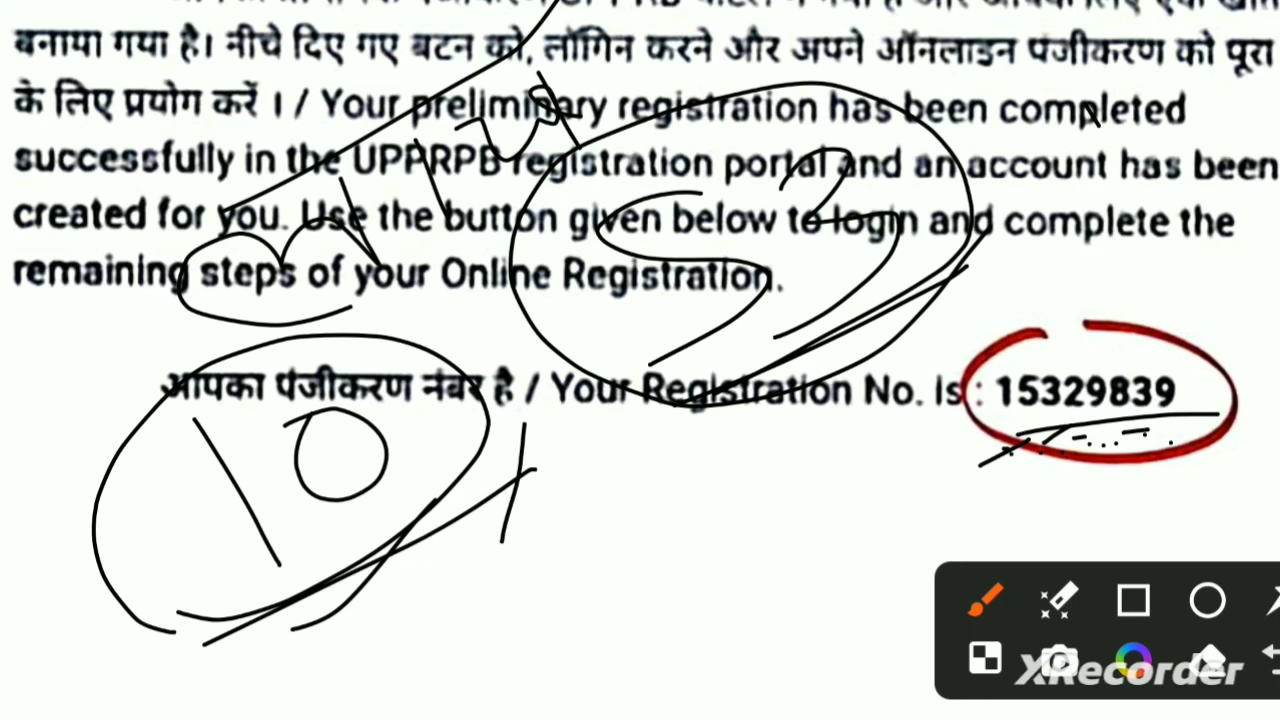 बनाया गया है। नीचे दिए गए बटन को, लॉगिन करने और अपने ऑनलाइन पंजीकरण को पूरा
के लिए प्रयोग करें । / Your preliminary registration has been completed
successfully in the UPPRPB registration portal and an account has been
created for you. Use the button given below to login and complete the
remaining steps of your Online Registration.
आपका पंजीकरण नंबर है / Your Registration No. is : 15329839
53
10
XRecorder